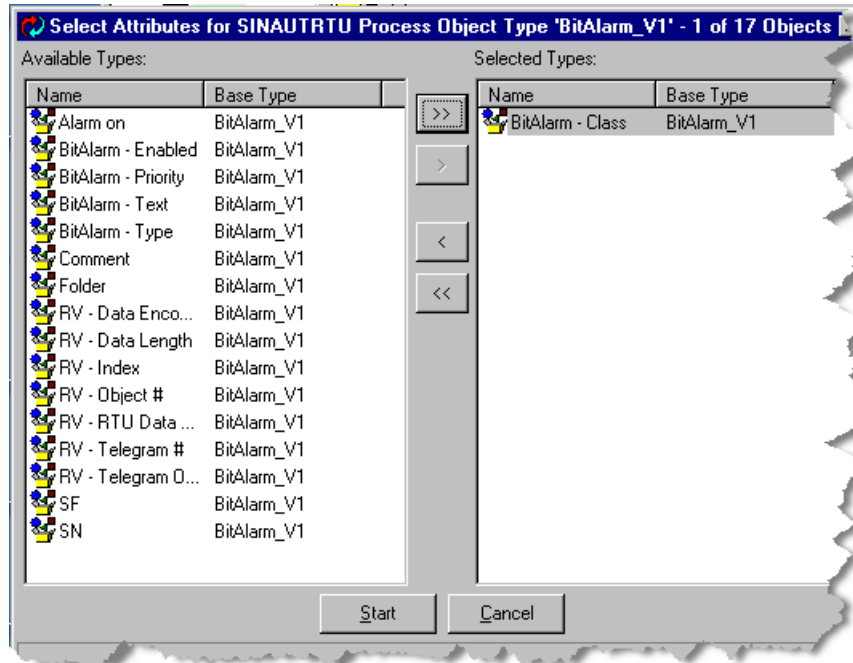 Select Attributes for SINAUTRTU Process Object Type 'BitAlarm_V1' - 1 of 17 Objects
Available Types:
Selected Types:
Name Base Type
Name Base Type
Alarm on BitAlarm_V1
>>
BitAlarm - Class BitAlarm_V1
BitAlarm - Enabled BitAlarm_V1
BitAlarm - Priority BitAlarm_V1
>
BitAlarm - Text BitAlarm_V1
BitAlarm - Type BitAlarm_V1
<
Comment BitAlarm_V1
Folder BitAlarm_V1
<<
RV - Data Enco... BitAlarm_V1
RV - Data Length BitAlarm_V1
RV - Index BitAlarm_V1
RV - Object # BitAlarm_V1
RV - RTU Data ... BitAlarm_V1
RV - Telegram # BitAlarm_V1
RV - Telegram O... BitAlarm_V1
SF BitAlarm_V1
SN BitAlarm_V1
Start
Cancel